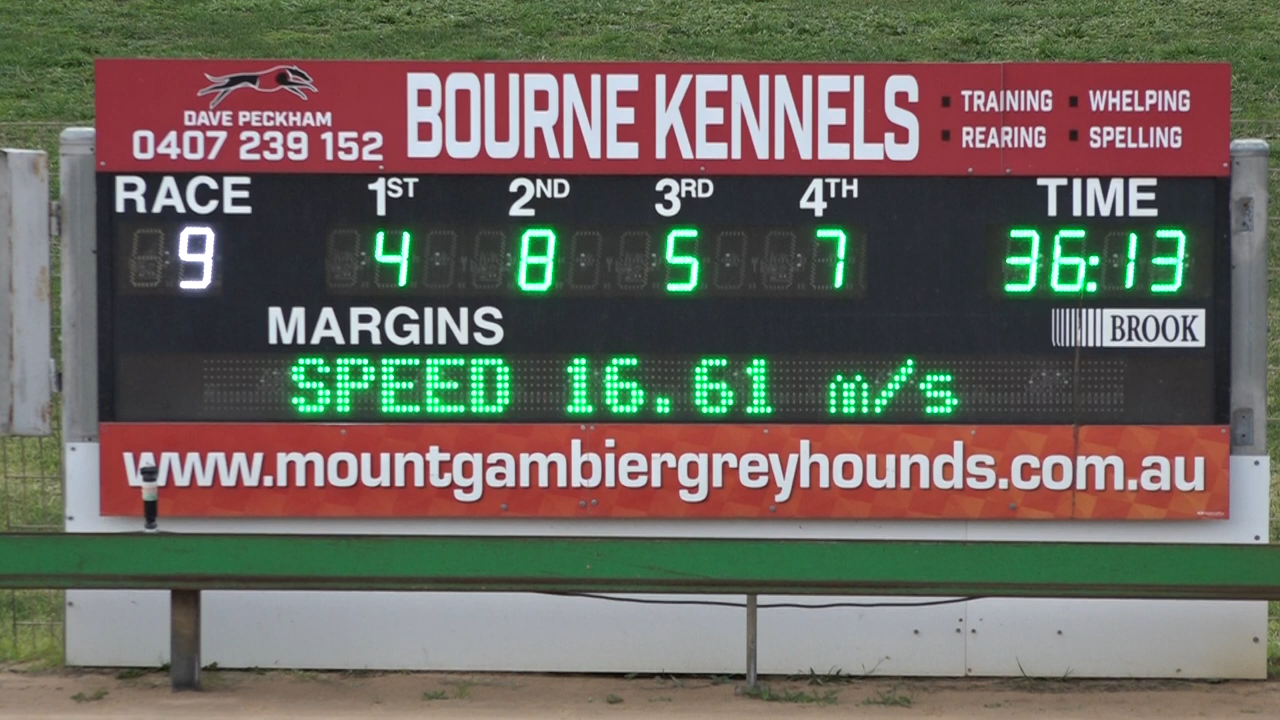 DAVE PECKHAM
0407 239 152
BOURNE KENNELS
▪ TRAINING ▪ WHELPING
▪ REARING ▪ SPELLING
RACE 1ST 2ND 3RD 4TH TIME
9 4 8 5 7 36:13
MARGINS
BROOK
SPEED 16.61 m/s
www.mountgambiergreyhounds.com.au